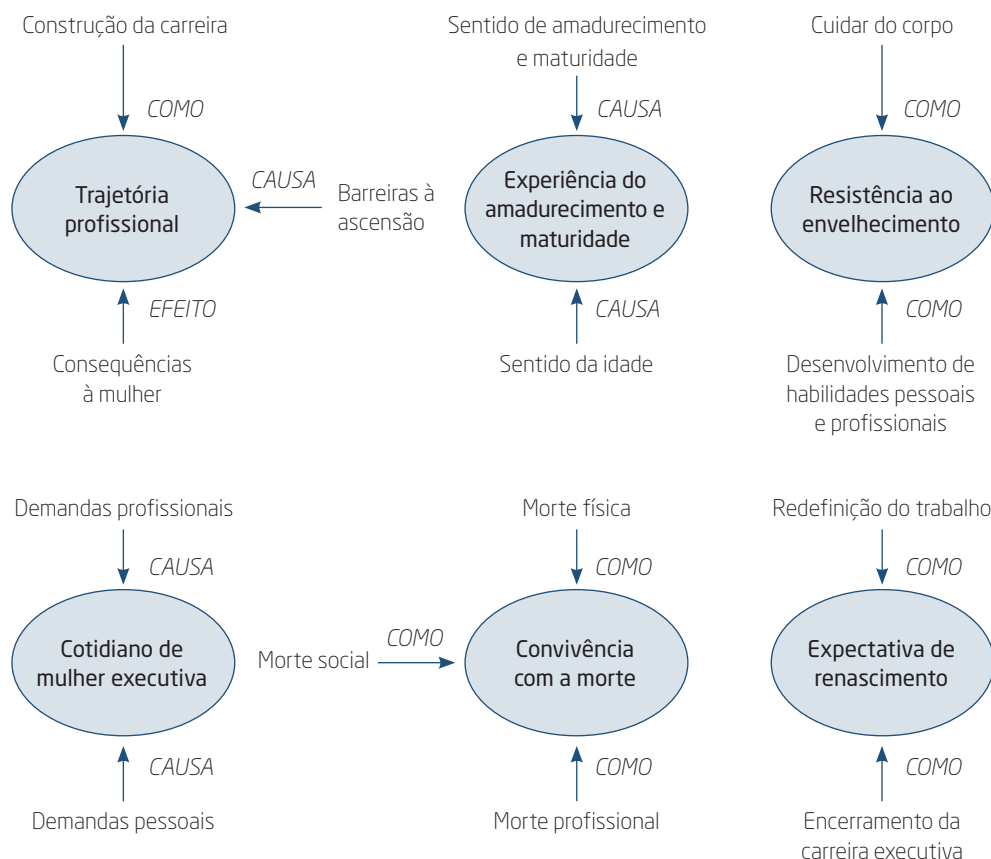 Construção da carreira
COMO
Trajetória
profissional
CAUSA
Barreiras à
ascensão
EFEITO
Consequências
à mulher
Sentido de amadurecimento
e maturidade
CAUSA
Experiência do
amadurecimento e
maturidade
CAUSA
Sentido da idade
Cuidar do corpo
COMO
Resistência ao
envelhecimento
COMO
Desenvolvimento de
habilidades pessoais
e profissionais
Demandas profissionais
CAUSA
Cotidiano de
mulher executiva
CAUSA
Demandas pessoais
Morte física
COMO
Morte social
COMO
Convivência
com a morte
COMO
Morte profissional
Redefinição do trabalho
COMO
Expectativa de
renascimento
COMO
Encerramento da
carreira executiva